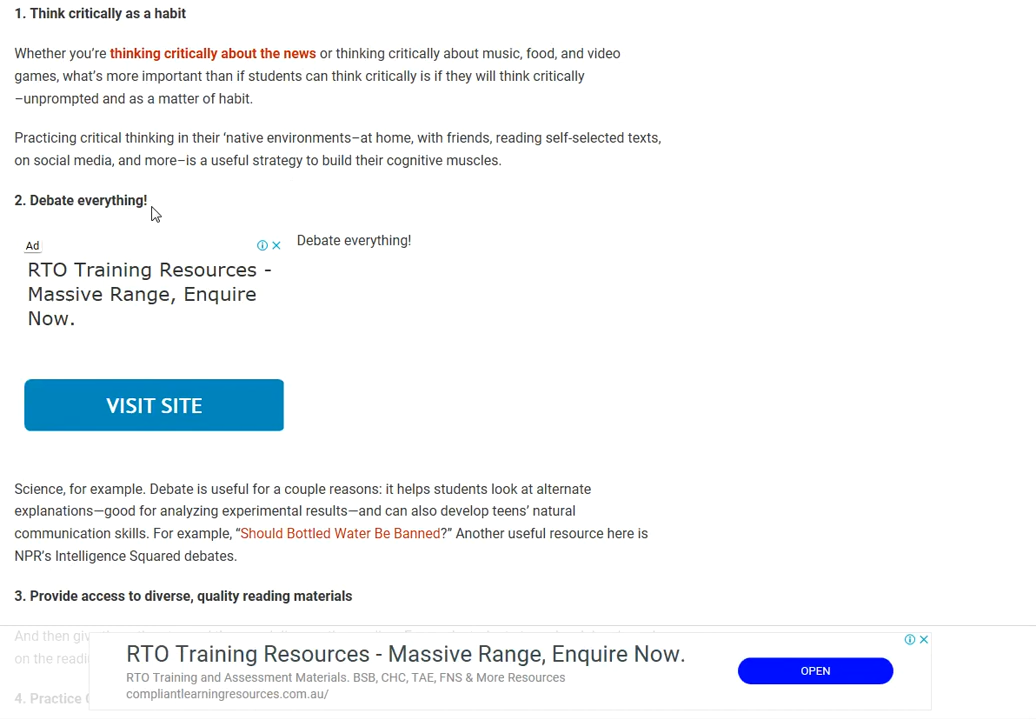 1. Think critically as a habit
Whether you’re thinking critically about the news or thinking critically about music, food, and video
games, what’s more important than if students can think critically is if they will think critically
–unprompted and as a matter of habit.
Practicing critical thinking in their ‘native environments–at home, with friends, reading self-selected texts,
on social media, and more–is a useful strategy to build their cognitive muscles.
2. Debate everything!
Ad
RTO Training Resources -
Massive Range, Enquire
Now.
VISIT SITE
Debate everything!
Science, for example. Debate is useful for a couple reasons: it helps students look at alternate
explanations—good for analyzing experimental results—and can also develop teens’ natural
communication skills. For example, “Should Bottled Water Be Banned?” Another useful resource here is
NPR’s Intelligence Squared debates.
3. Provide access to diverse, quality reading materials
And then
on the
4. Practice
RTO Training Resources - Massive Range, Enquire Now.
RTO Training and Assessment Materials. BSB, CHC, TAE, FNS & More Resources
compliantlearningresources.com.au/
OPEN